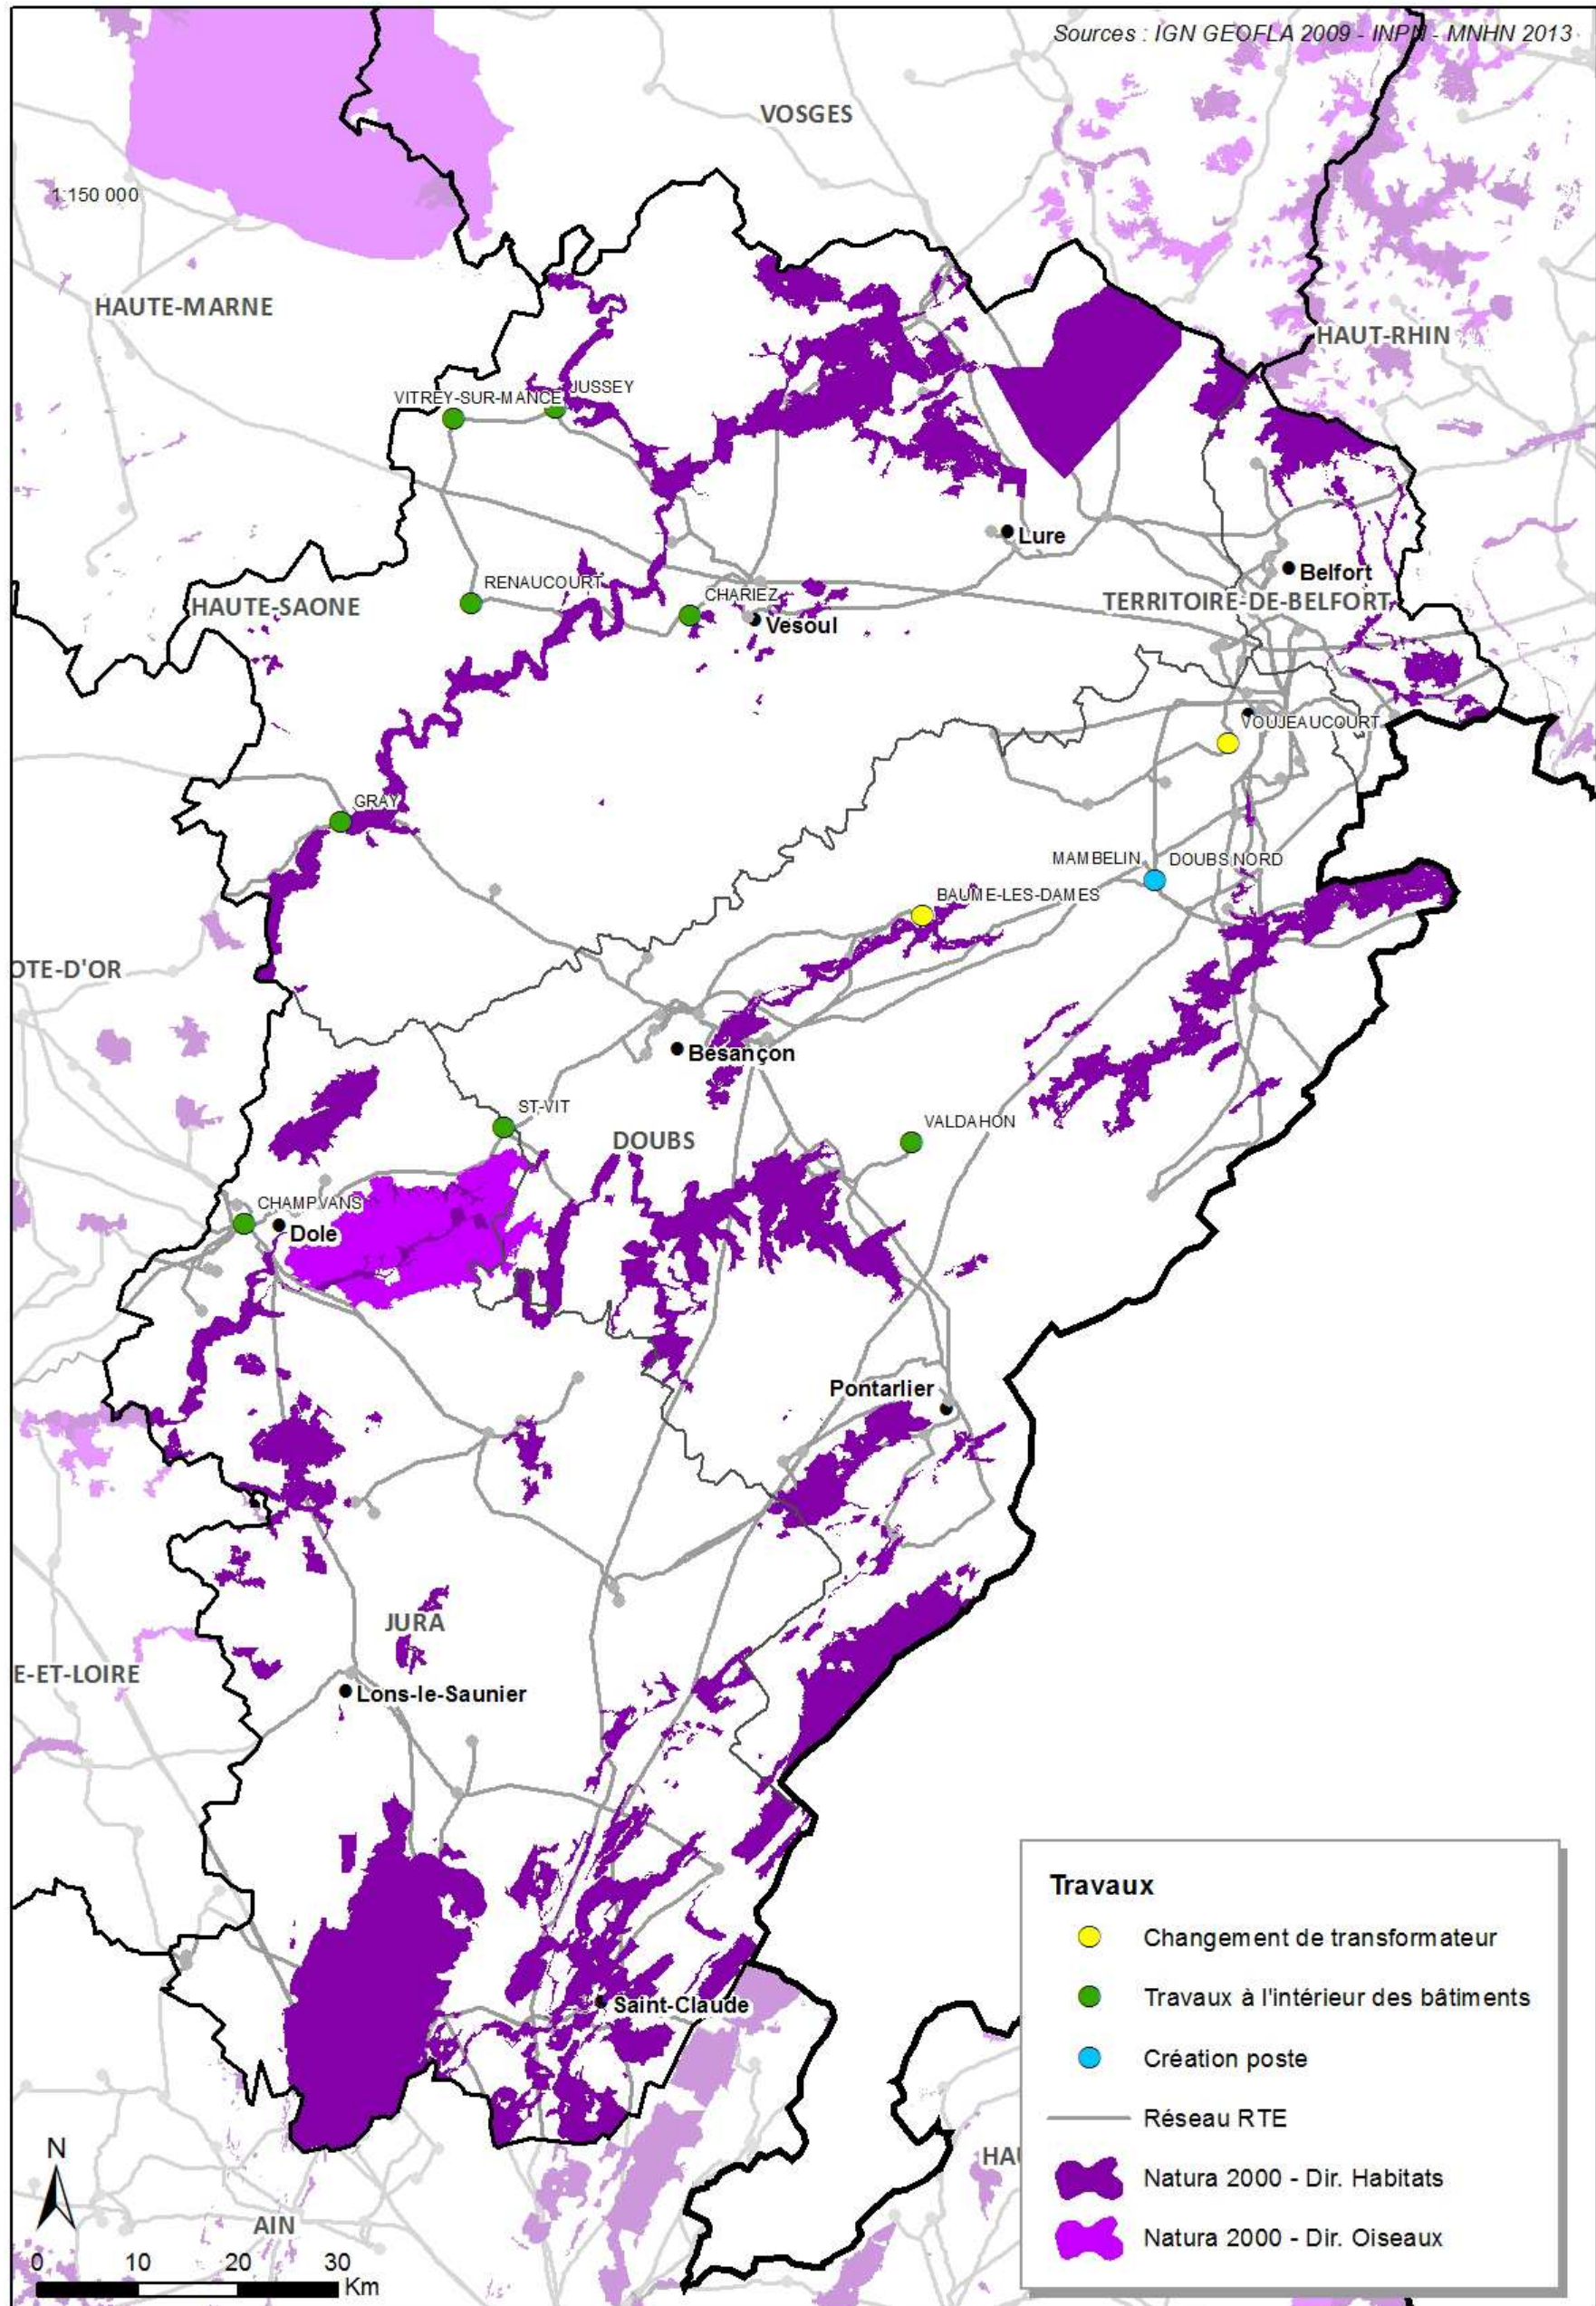 Sources : IGN GEOFLA 2009 - INPN - MNHN 2013
VOSGES
1:150 000
HAUTE-MARNE
HAUT-RHIN
VITREY-SUR-MANCE
JUSSEY
Lure
Belfort
RENAUCOURT
CHARIEZ
HAUTE-SAONE
TERRITOIRE-DE-BELFORT
Vesoul
VOUJEAUCOURT
GRAY
MAMBELIN
DOUBS NORD
BAUME-LES-DAMES
OTE-D'OR
Besançon
ST-VIT
VALDAHON
DOUBS
CHAMPVANS
Dole
Pontarlier
JURA
E-ET-LOIRE
Lons-le-Saunier
Saint-Claude
Travaux
Changement de transformateur
Travaux à l'intérieur des bâtiments
Création poste
Réseau RTE
Natura 2000 - Dir. Habitats
Natura 2000 - Dir. Oiseaux
HAU
N
AIN
0 10 20 30
Km